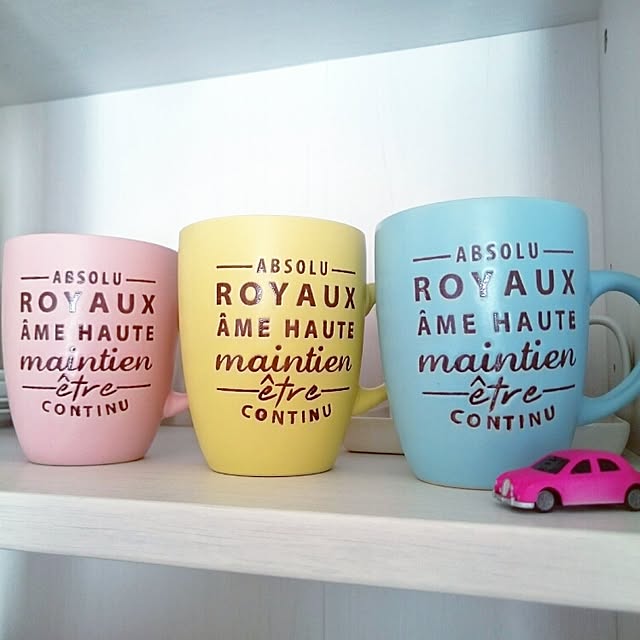 ABSOLU
ROYAUX
ÂME HAUTE
maintien
être
CONTINU
ABSOLU
ROYAUX
ÂME HAUTE
maintien
être
CONTINU
ABSOLU
ROYAUX
ÂME HAUTE
maintien
être
CONTINU